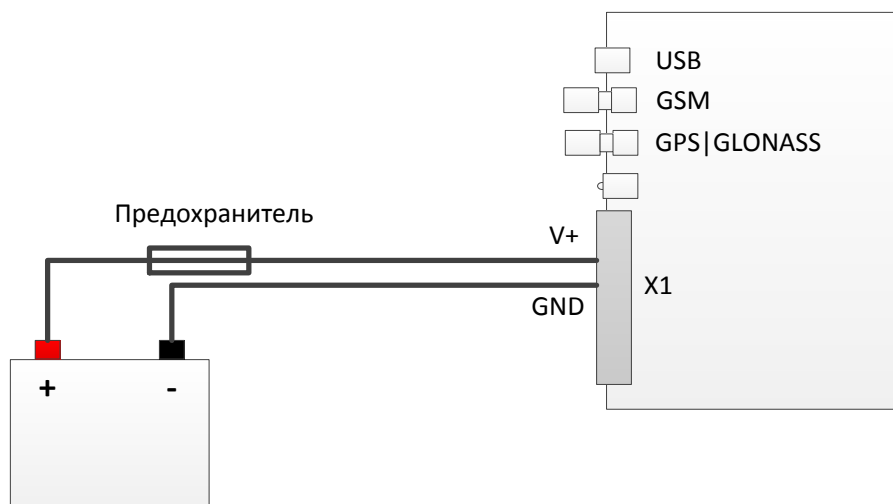 USB
GSM
GPS|GLONASS
Предохранитель
V+
X1
GND
+ -